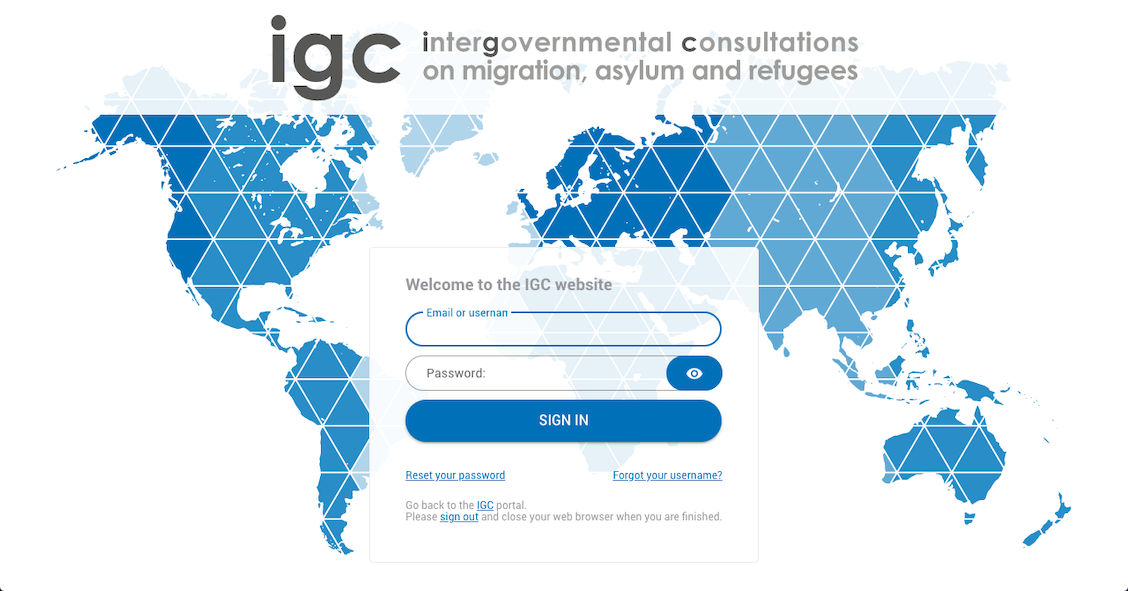 igc
intergovernmental consultations
on migration, asylum and refugees
Welcome to the IGC website
Email or usernan
Password:
SIGN IN
Reset your password
Forgot your username?
Go back to the IGC portal.
Please sign out and close your web browser when you are finished.